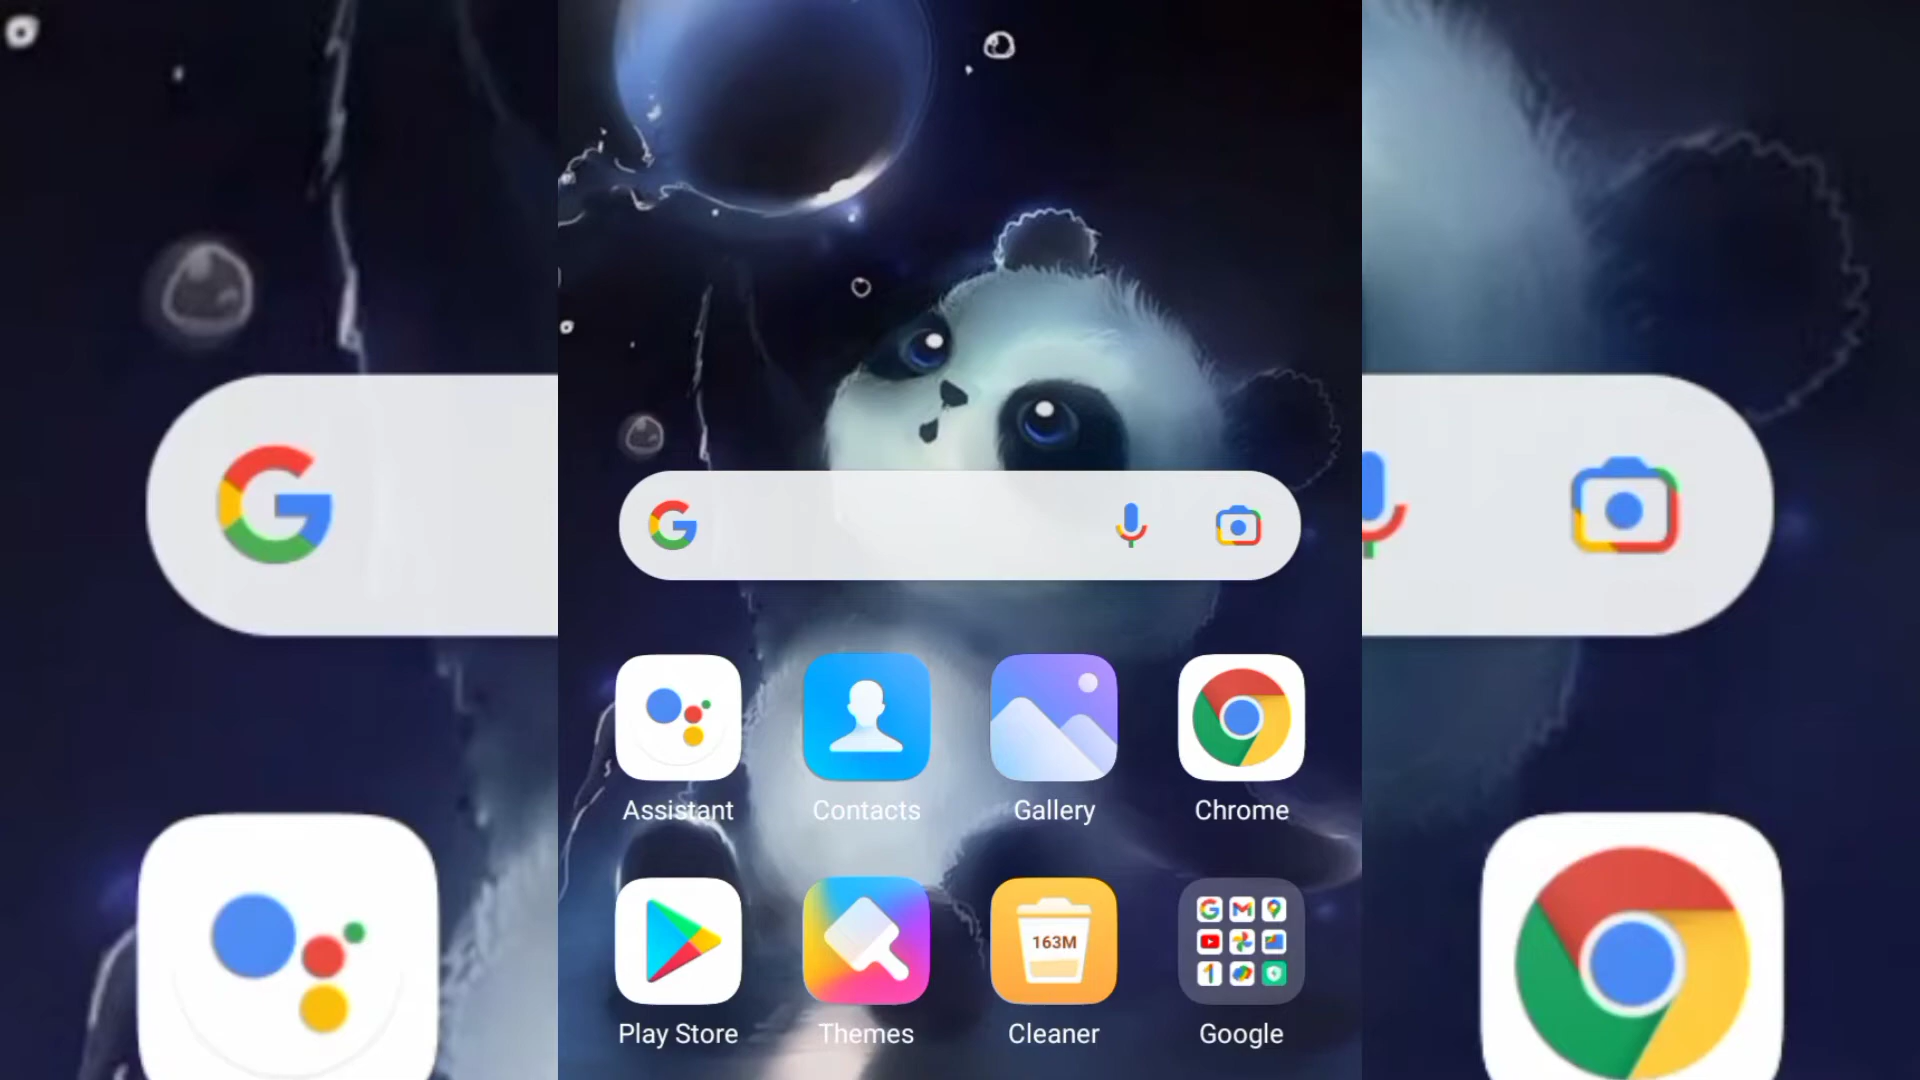 Assistant
Contacts
Gallery
Chrome
163M
Play Store
Themes
Cleaner
Google